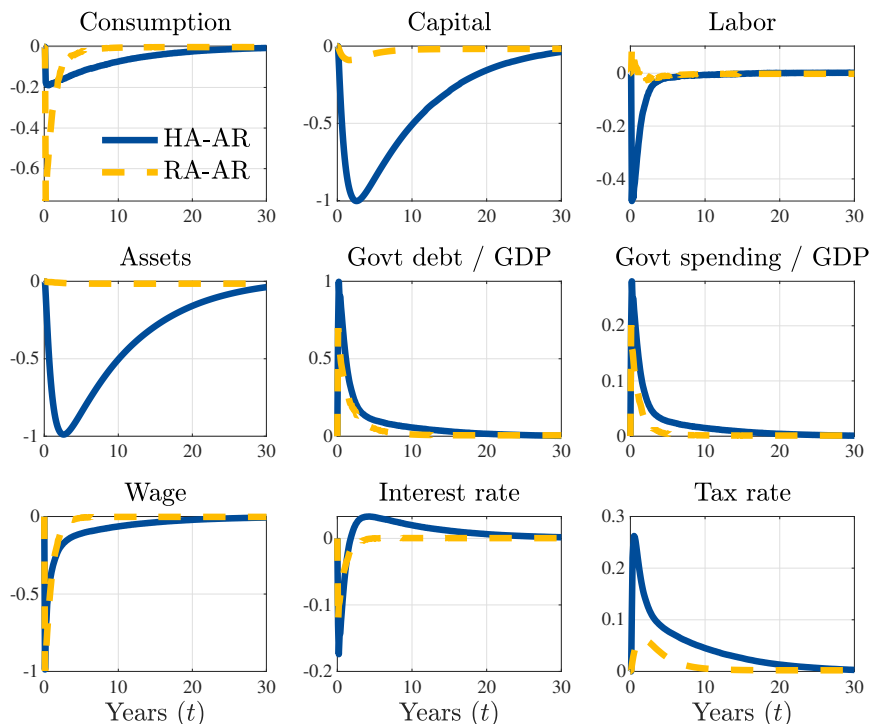 Consumption
Capital
Labor
0
-0.2
-0.4
-0.6
HA-AR
RA-AR
0 10 20 30
0
-0.5
-1
0 10 20 30
0
-0.2
-0.4
0 10 20 30
Assets
Govt debt / GDP
Govt spending / GDP
0
-0.5
-1
0 10 20 30
1
0.5
0
0 10 20 30
0.2
0.1
0
0 10 20 30
Wage
Interest rate
Tax rate
0
-0.5
-1
0 10 20 30
Years (t)
0
-0.1
-0.2
0 10 20 30
Years (t)
0.3
0.2
0.1
0
0 10 20 30
Years (t)